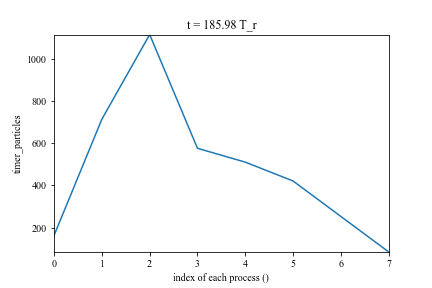 t = 185.98 T_r
timer_particles
1000
800
600
400
200
0 1 2 3 4 5 6 7
index of each process ()